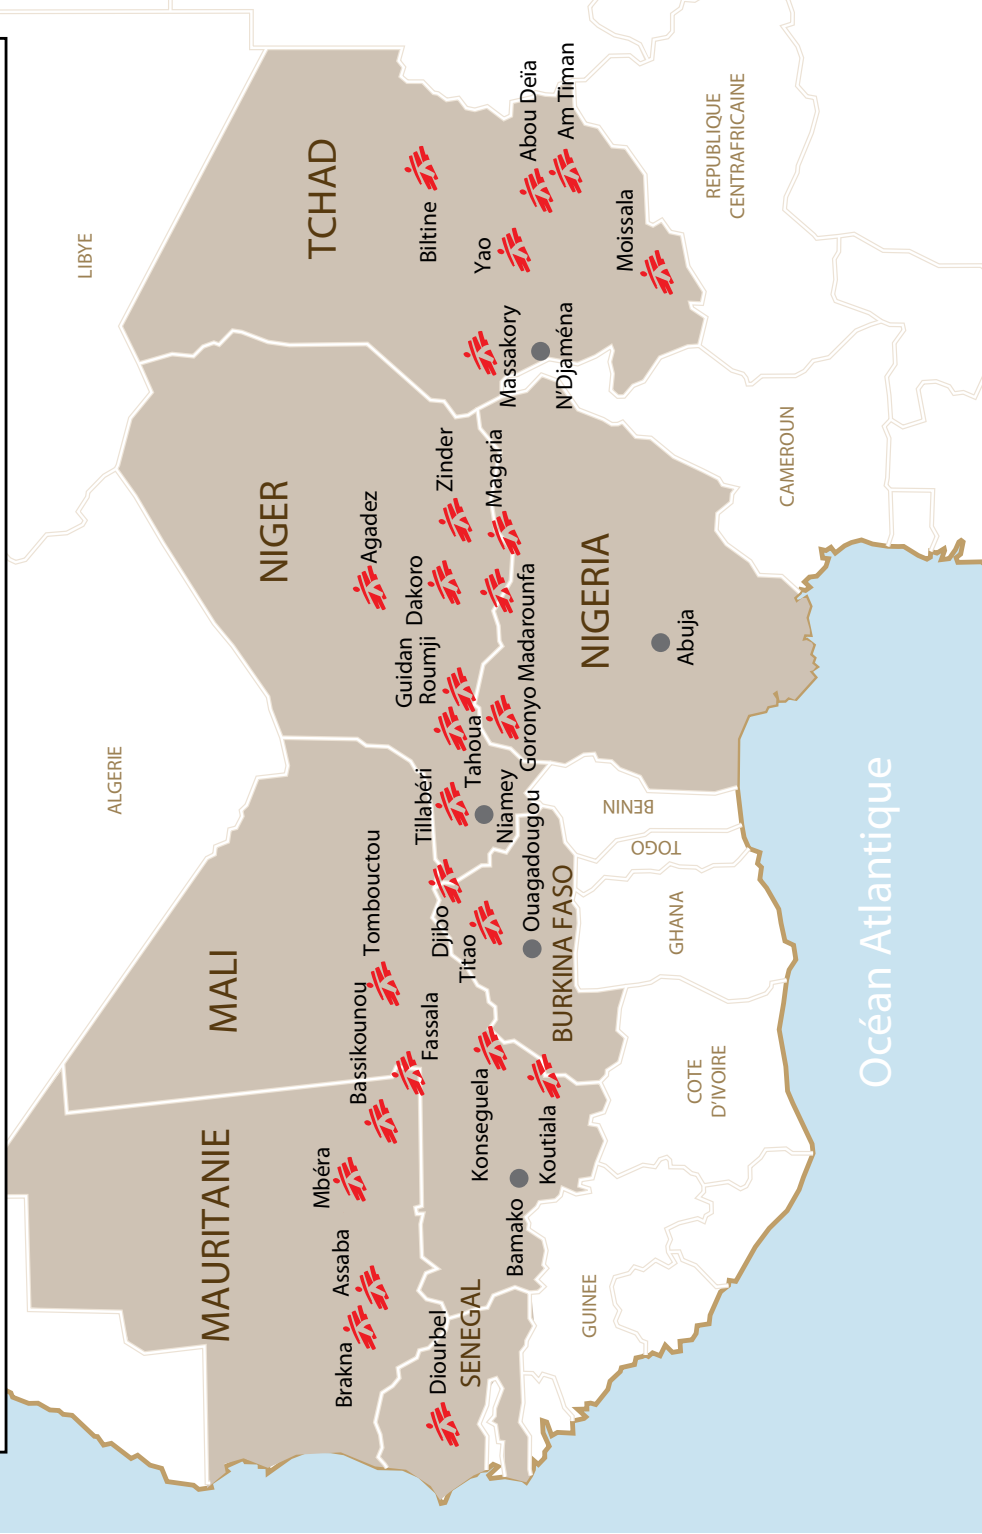 LIBYE
ALGERIE
TCHAD
NIGER
MALI
MAURITANIE
Biltine
Abou Deïa
Am Timan
Yao
Moissala
Massakory
N'Djaména
Agadez
Zinder
Dakoro
Magaria
Guidan
Roumji
Madarounfa
Tahoua
Goronyo
Tillabéri
Niamey
Tombouctou
Djibo
Titao
Ouagadougou
Bassikounou
Fassala
Mbéra
Konseguela
Koutiala
Bamako
Assaba
Brakna
Diourbel
SENEGAL
BURKINA FASO
NIGERIA
Abuja
REPUBLIQUE
CENTRAFRICAINE
CAMEROUN
BENIN
TOGO
GHANA
COTE
D'IVOIRE
GUINEE
Océan Atlantique